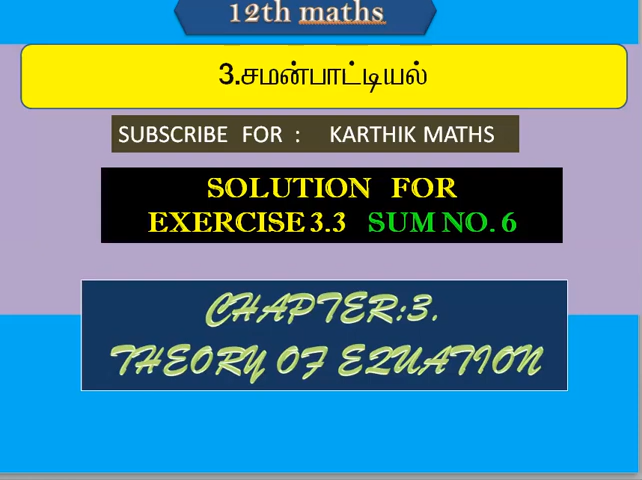 12th maths
3.சமன்பாட்டியல்
SUBSCRIBE FOR : KARTHIK MATHS
SOLUTION FOR
EXERCISE 3.3 SUM NO. 6
CHAPTER:3.
THEORY OF EQUATION